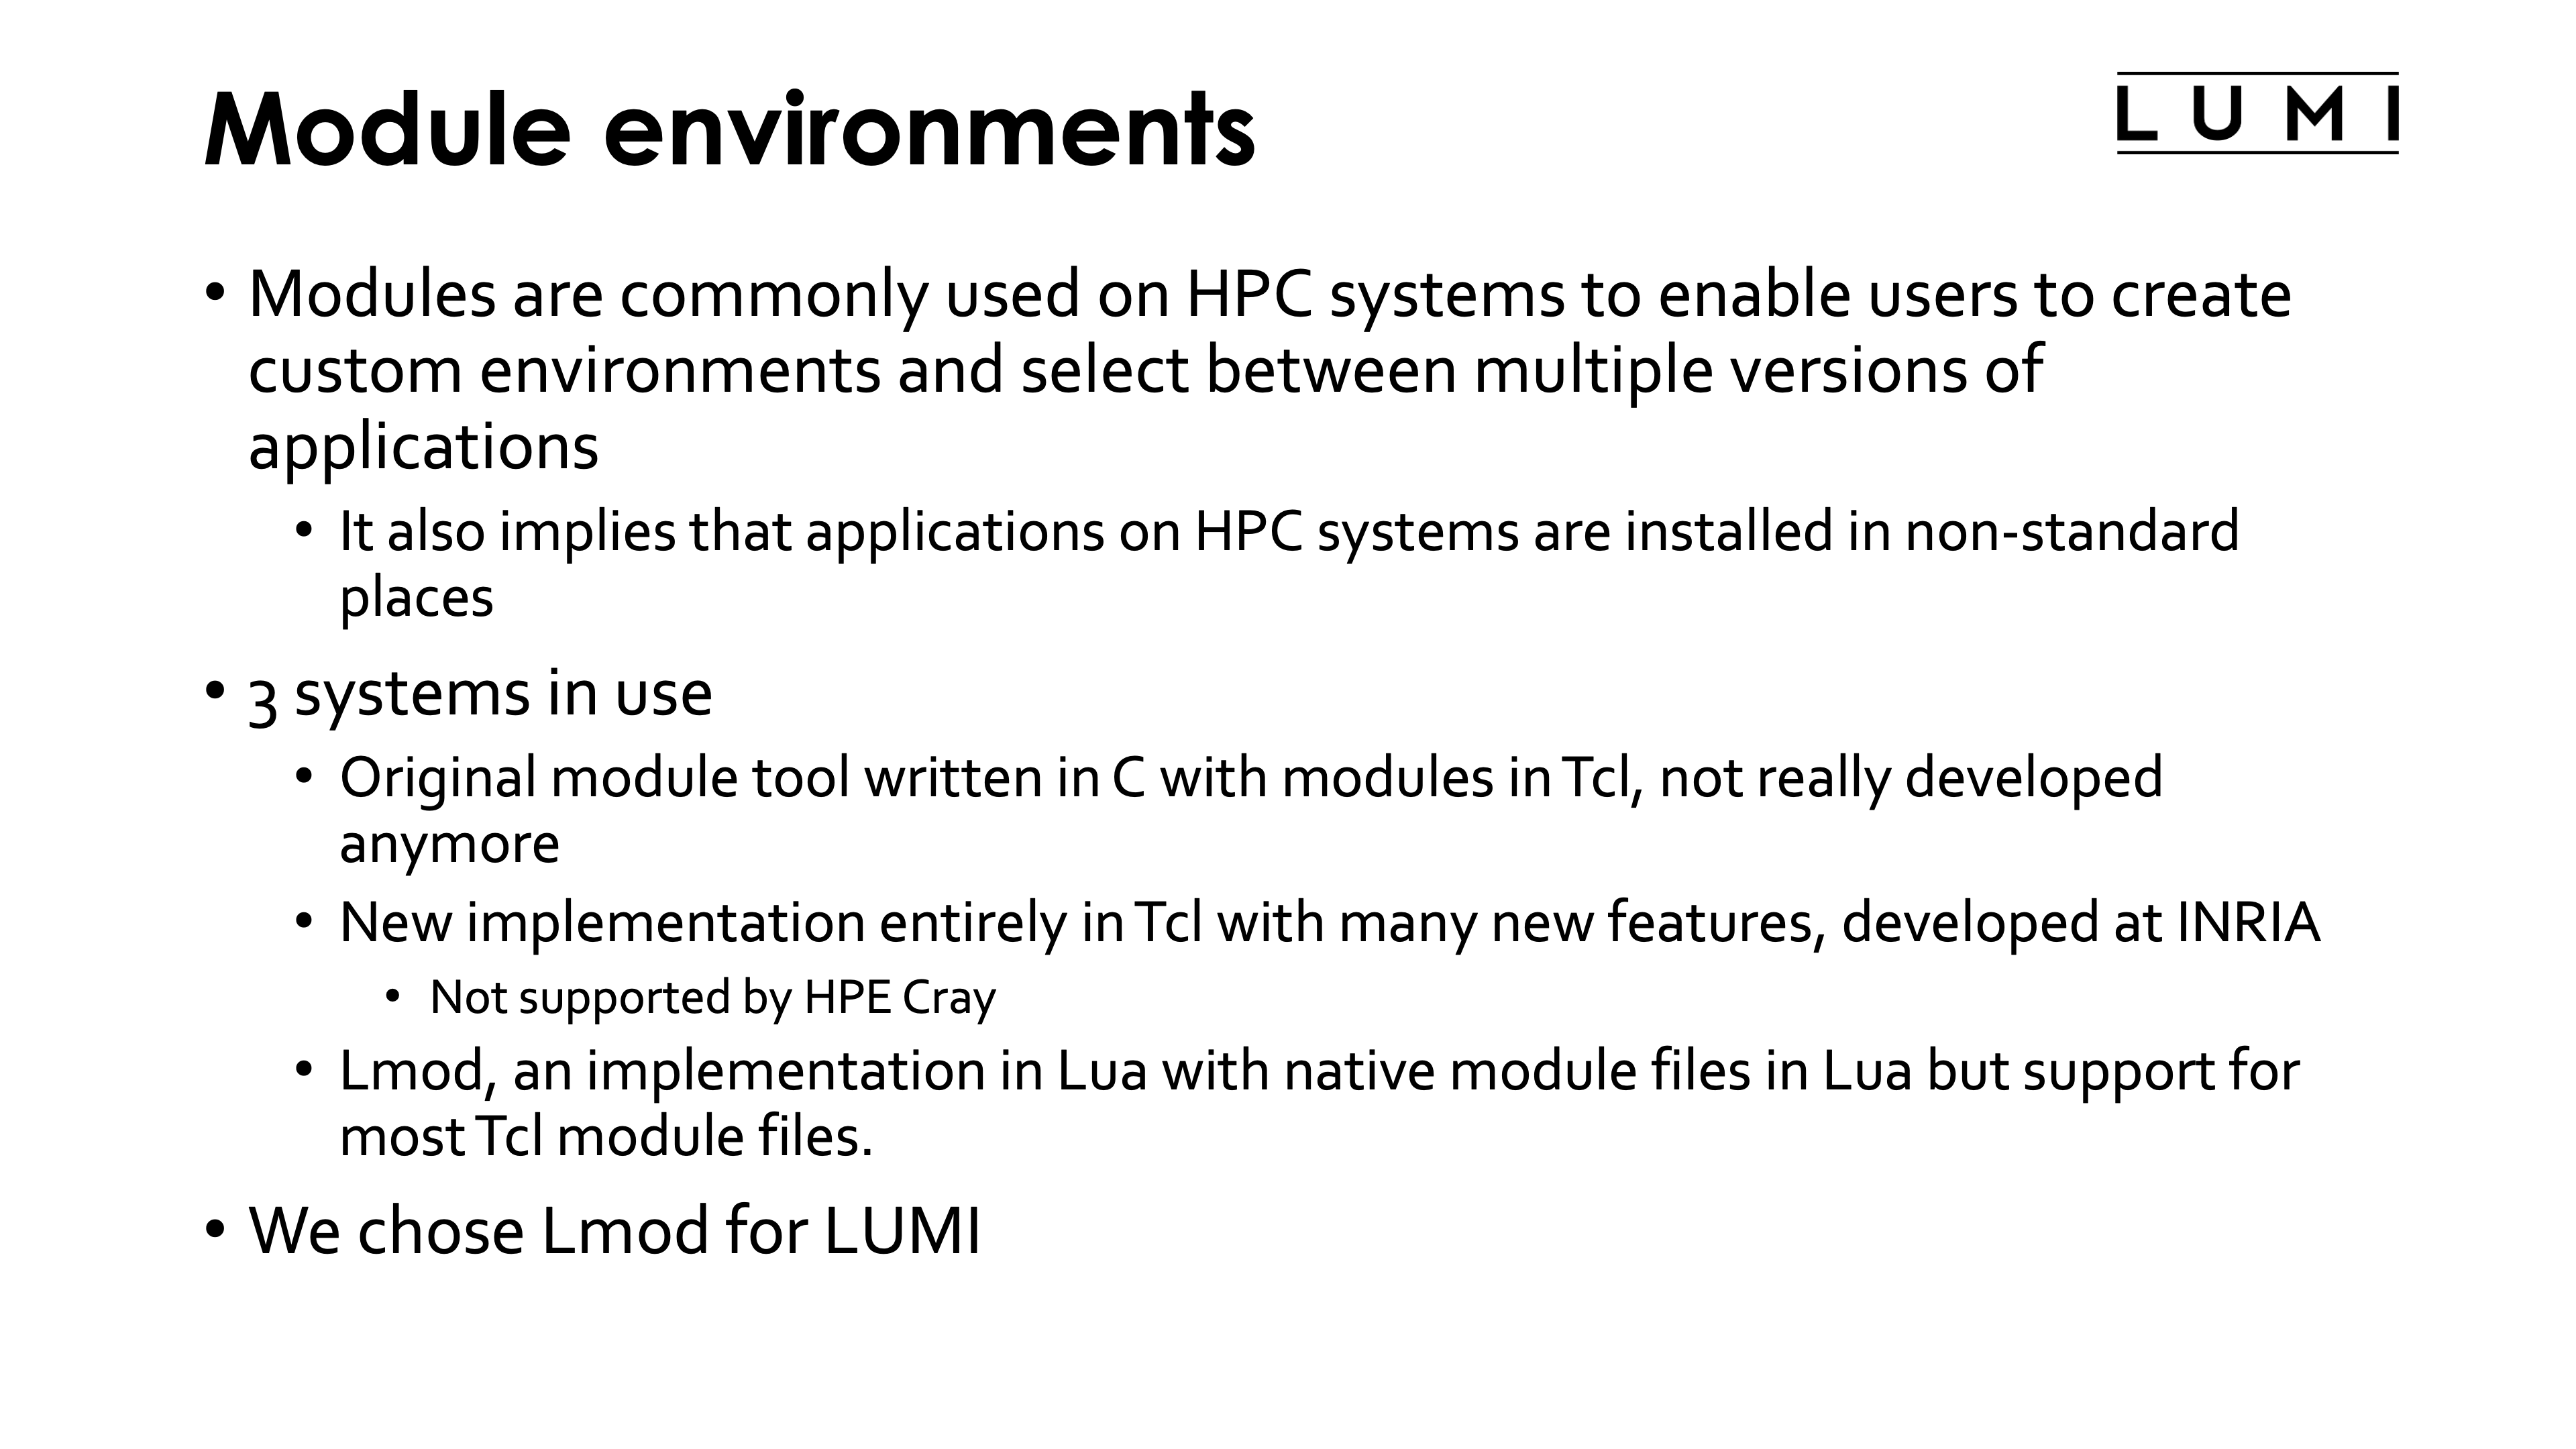 Module environments
LUMI
• Modules are commonly used on HPC systems to enable users to create
custom environments and select between multiple versions of
applications
• It also implies that applications on HPC systems are installed in non-standard
places
• 3 systems in use
• Original module tool written in C with modules in Tcl, not really developed
anymore
• New implementation entirely in Tcl with many new features, developed at INRIA
• Not supported by HPE Cray
• Lmod, an implementation in Lua with native module files in Lua but support for
most Tcl module files.
• We chose Lmod for LUMI